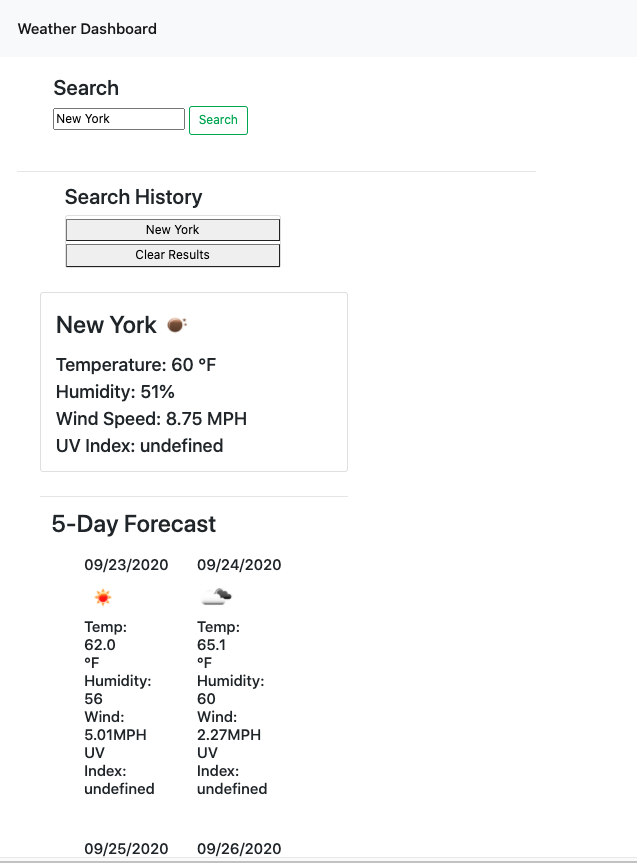 Weather Dashboard
Search
New York
Search
Search History
New York
Clear Results
New York
Temperature: 60 °F
Humidity: 51%
Wind Speed: 8.75 MPH
UV Index: undefined
5-Day Forecast
09/23/2020
Temp:
62.0
°F
Humidity:
56
Wind:
5.01MPH
UV
Index:
undefined
09/24/2020
Temp:
65.1
°F
Humidity:
60
Wind:
2.27MPH
UV
Index:
undefined
09/25/2020
09/26/2020